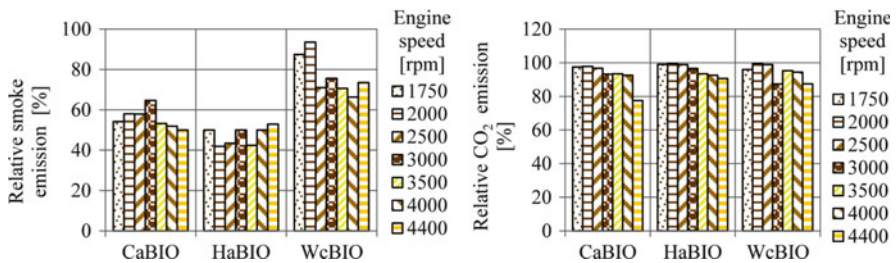 Relative smoke
emission [%]
100
80
60
40
20
0
CaBIO HaBIO WcBIO
Engine
speed
[rpm]
1750
2000
2500
3000
3500
4000
4400
Relative CO₂ emission
[%]
120
100
80
60
40
20
0
CaBIO HaBIO WcBIO
Engine
speed
[rpm]
1750
2000
2500
3000
3500
4000
4400